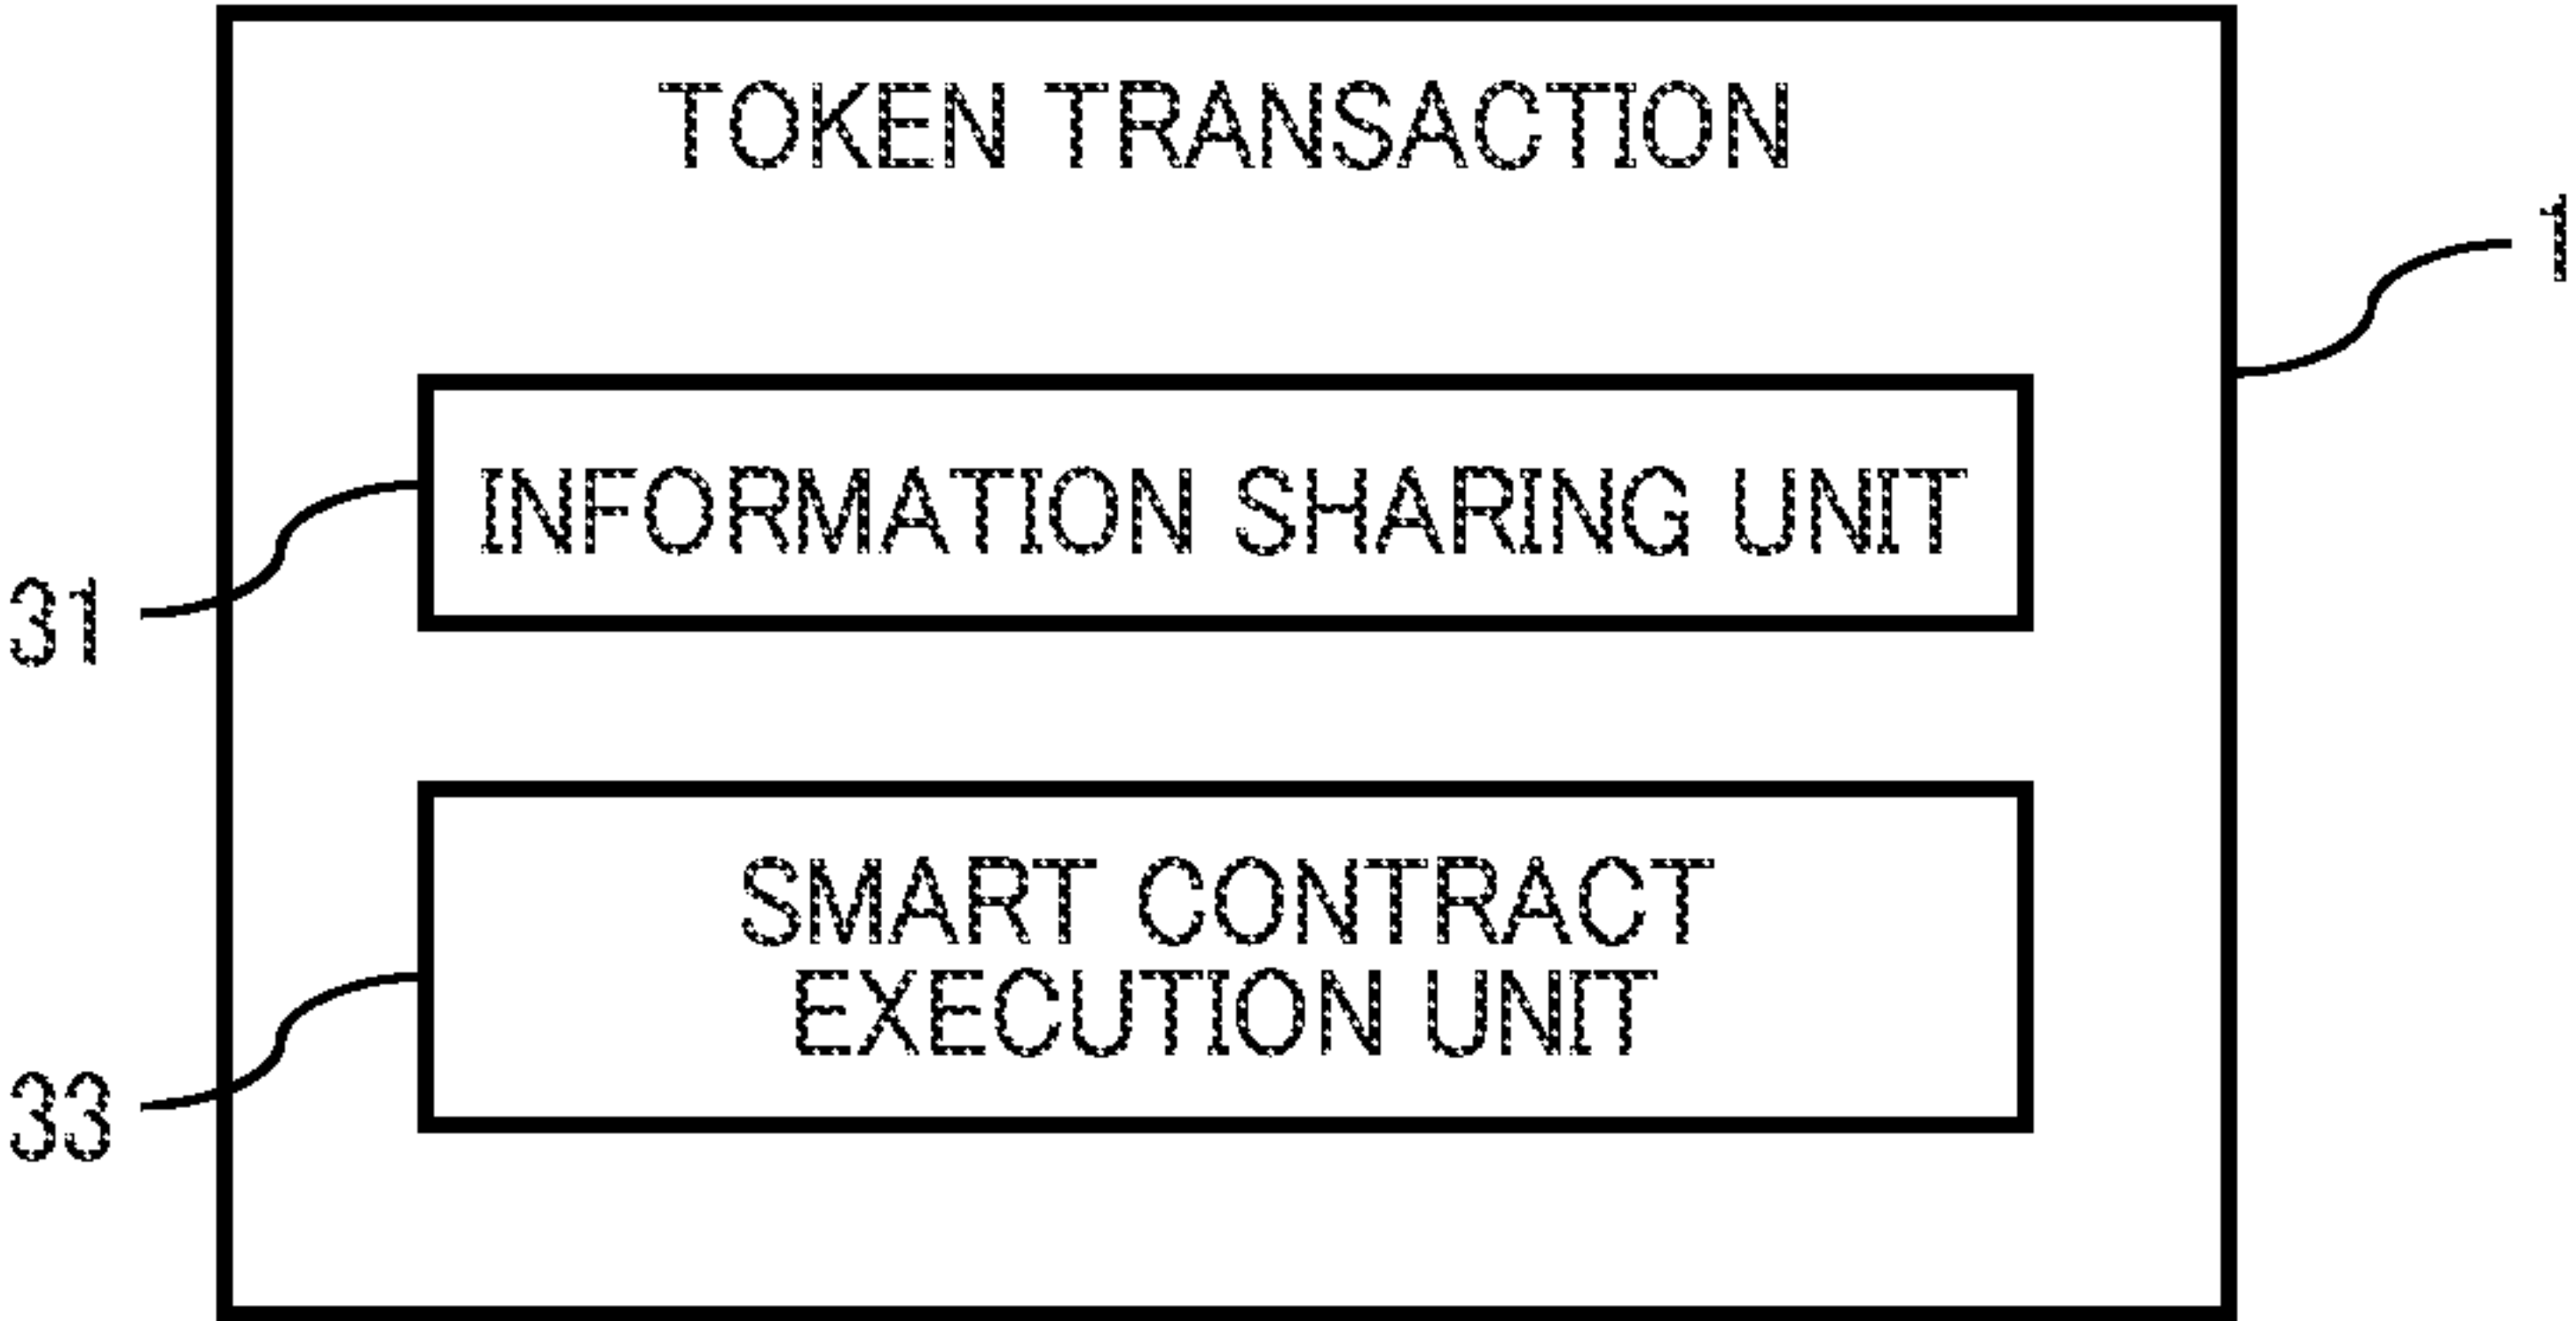 TOKEN TRANSACTION
1
INFORMATION SHARING UNIT
31
SMART CONTRACT
EXECUTION UNIT
33